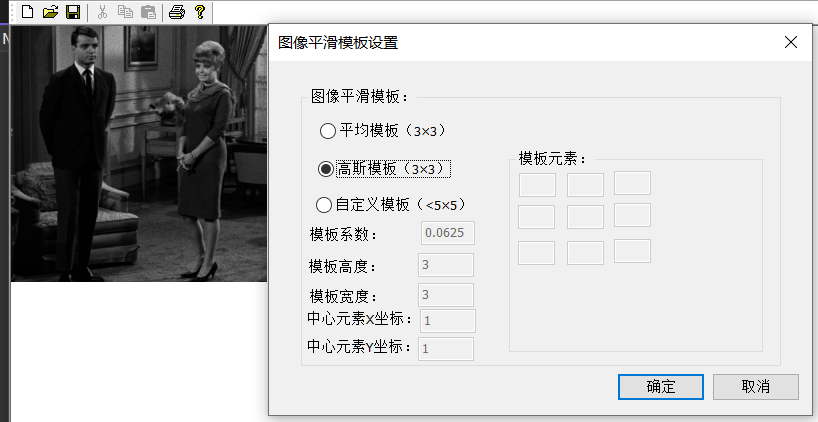 图像平滑模板设置
图像平滑模板：
平均模板（3×3）
高斯模板（3×3）
自定义模板（<5×5）
模板系数： 0.0625
模板高度： 3
模板宽度： 3
中心元素X坐标： 1
中心元素Y坐标： 1
模板元素：
确定 取消